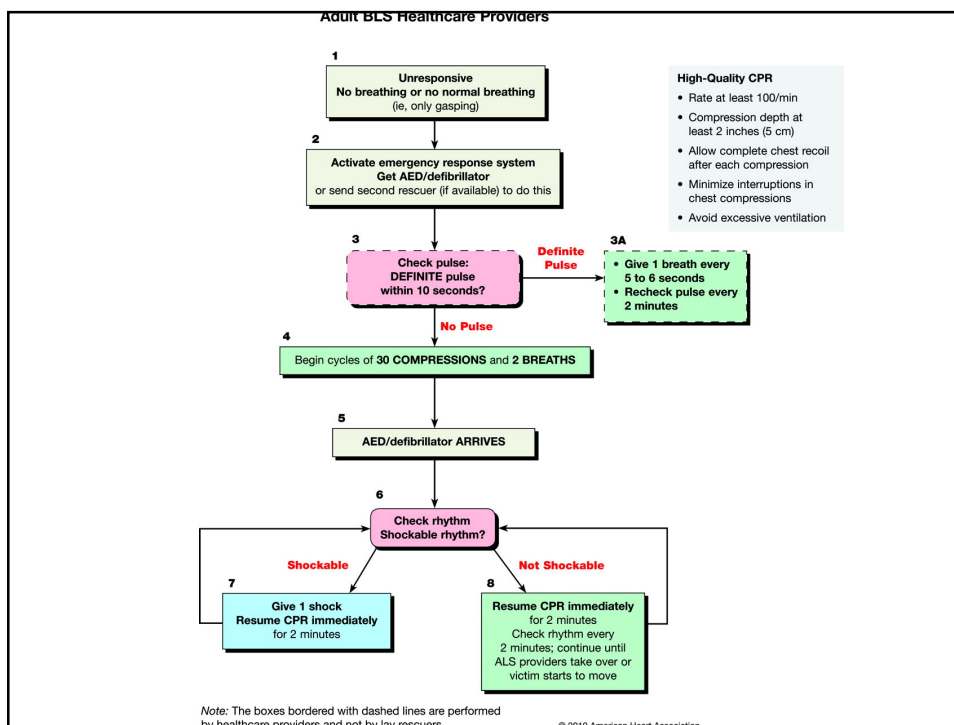 Adult BLS Healthcare Providers
1
Unresponsive
No breathing or no normal breathing
(ie, only gasping)
2
Activate emergency response system
Get AED/defibrillator
or send second rescuer (if available) to do this
High-Quality CPR
• Rate at least 100/min
• Compression depth at
least 2 inches (5 cm)
• Allow complete chest recoil
after each compression
• Minimize interruptions in
chest compressions
• Avoid excessive ventilation
3
Check pulse:
DEFINITE pulse
within 10 seconds?
Definite
Pulse
3A
• Give 1 breath every
5 to 6 seconds
• Recheck pulse every
2 minutes
No Pulse
4
Begin cycles of 30 COMPRESSIONS and 2 BREATHS
5
AED/defibrillator ARRIVES
6
Check rhythm
Shockable rhythm?
Shockable
Not Shockable
7
Give 1 shock
Resume CPR immediately
for 2 minutes
8
Resume CPR immediately
for 2 minutes
Check rhythm every
2 minutes; continue until
ALS providers take over or
victim starts to move
Note: The boxes bordered with dashed lines are performed
by healthcare providers and not by lay rescuers
© 2010 American Heart Association